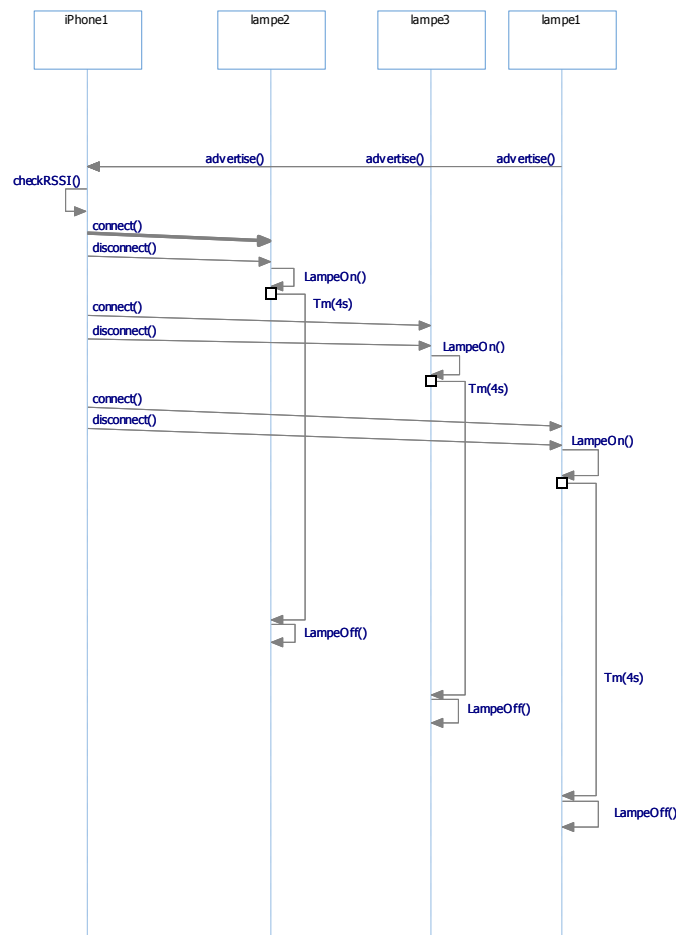 iPhone1
lampe2
lampe3
lampe1
advertise()
advertise()
advertise()
checkRSSI()
connect()
disconnect()
LampeOn()
Tm(4s)
connect()
disconnect()
LampeOn()
Tm(4s)
connect()
disconnect()
LampeOn()
LampeOff()
Tm(4s)
LampeOff()
LampeOff()